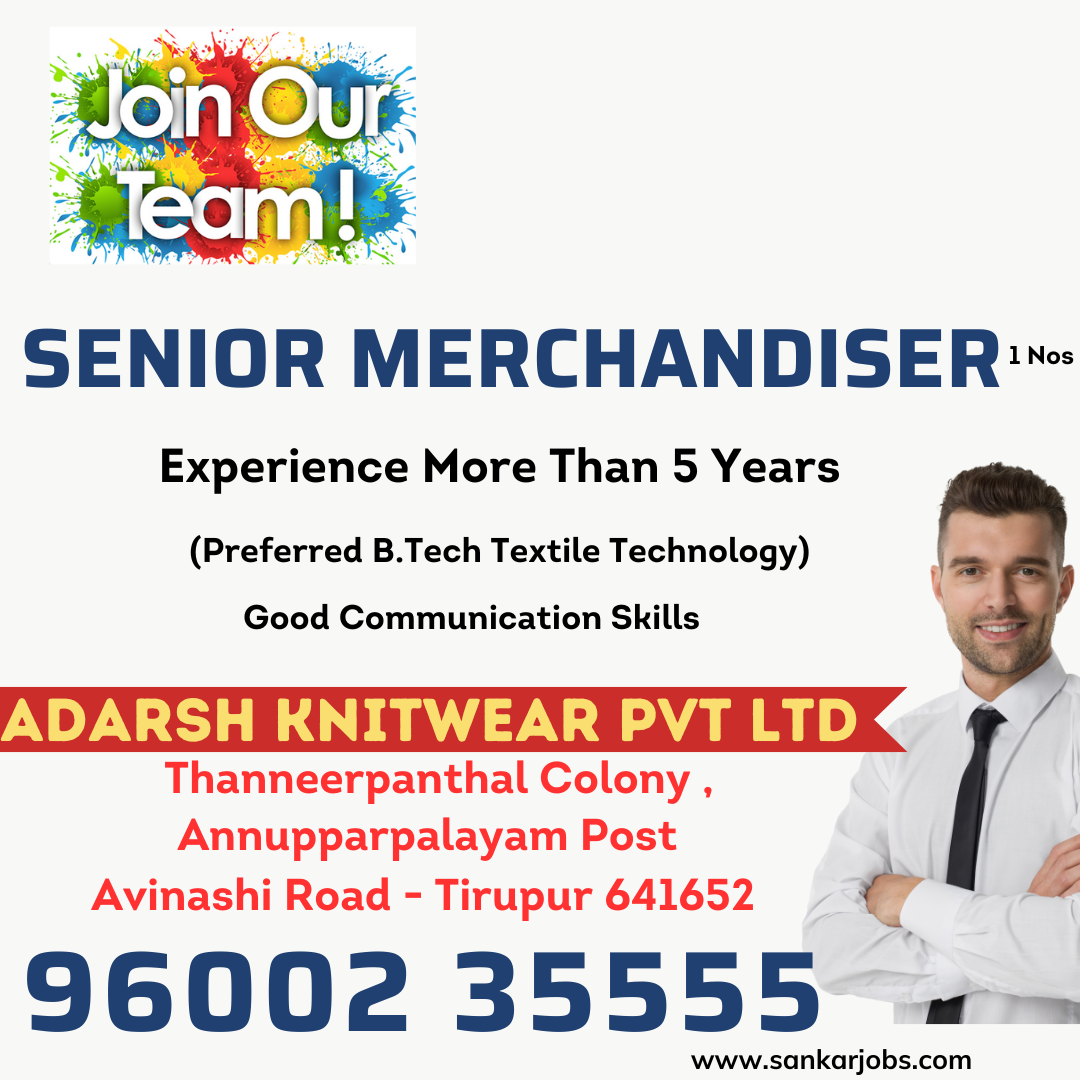 Join Our
Team !
SENIOR MERCHANDISER 1 Nos
Experience More Than 5 Years
(Preferred B.Tech Textile Technology)
Good Communication Skills
ADARSH KNITWEAR PVT LTD
Thanneerpanthal Colony ,
Annupparpalayam Post
Avinashi Road - Tirupur 641652
96002 35555
www.sankarjobs.com